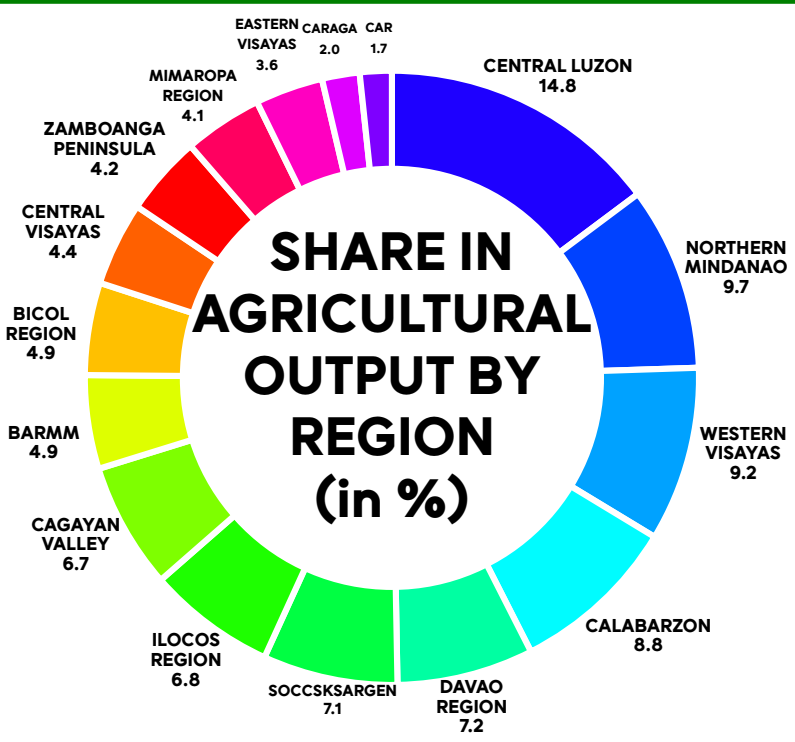 SHARE IN
AGRICULTURAL
OUTPUT BY
REGION
(in %)
CENTRAL LUZON
14.8
NORTHERN
MINDANAO
9.7
WESTERN
VISAYAS
9.2
CALABARZON
8.8
DAVAO
REGION
7.2
SOCCSKSARGEN
7.1
ILOCOS
REGION
6.8
CAGAYAN
VALLEY
6.7
BARMM
4.9
BICOL
REGION
4.9
CENTRAL
VISAYAS
4.4
ZAMBOANGA
PENINSULA
4.2
MIMAROPA
REGION
4.1
EASTERN
VISAYAS
3.6
CARAGA
2.0
CAR
1.7